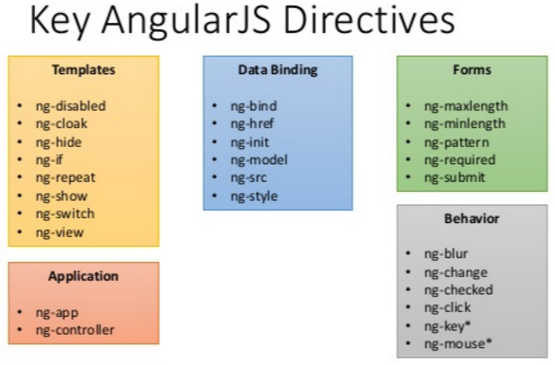 Key AngularJS Directives
Templates
• ng-disabled
• ng-cloak
• ng-hide
• ng-if
• ng-repeat
• ng-show
• ng-switch
• ng-view
Application
• ng-app
• ng-controller
Data Binding
• ng-bind
• ng-href
• ng-init
• ng-model
• ng-src
• ng-style
Forms
• ng-maxlength
• ng-minlength
• ng-pattern
• ng-required
• ng-submit
Behavior
• ng-blur
• ng-change
• ng-checked
• ng-click
• ng-key*
• ng-mouse*